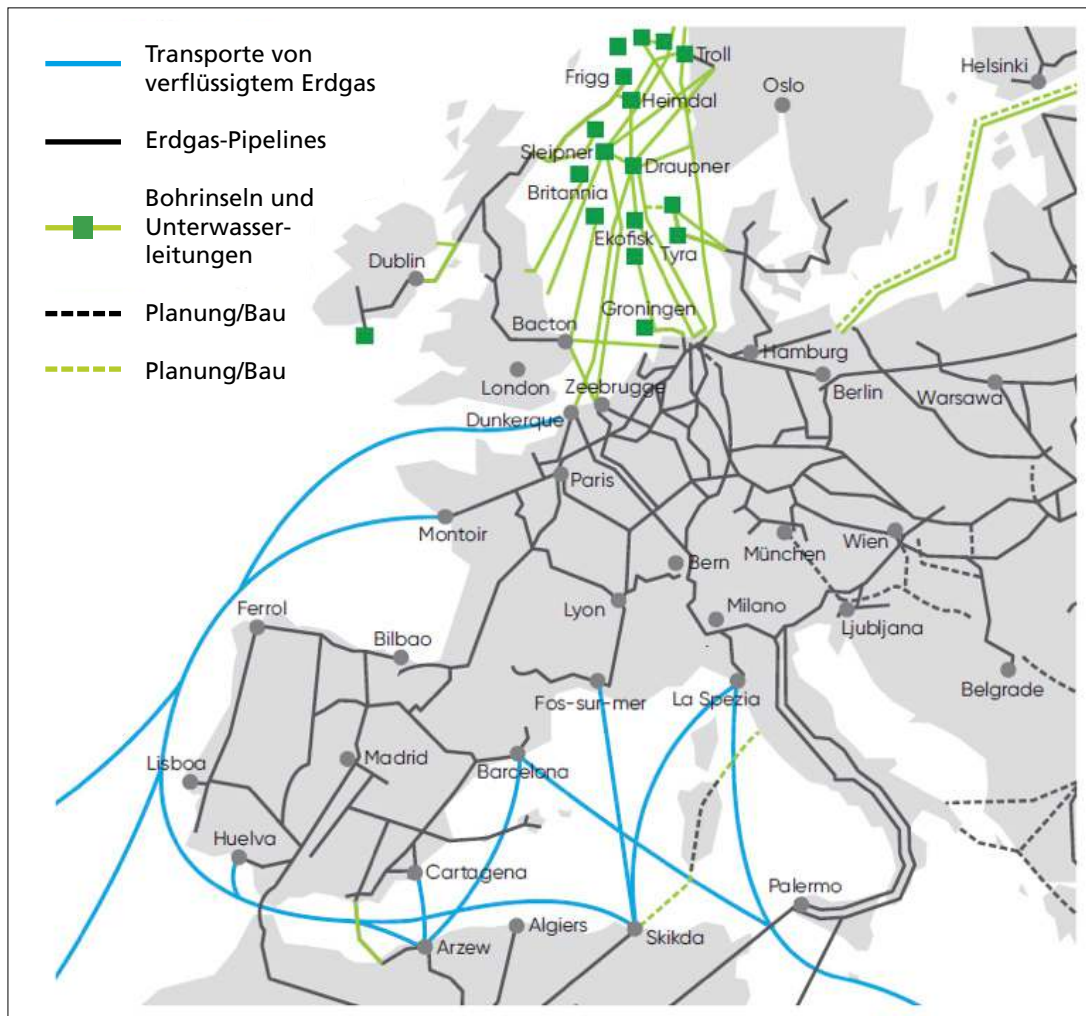 Transporte von
verflüssigtem Erdgas
Erdgas-Pipelines
Bohrinseln und
Unterwasser-
leitungen
Planung/Bau
Planung/Bau
Troll
Helsinki
Frigg
Oslo
Heimdal
Sleipner
Draupner
Britannia
Ekofisk
Tyra
Dublin
Groningen
Bacton
Hamburg
London
Zeebrugge
Berlin
Warsawa
Dunkerque
Paris
Montoir
München
Wien
Bern
Lyon
Milano
Ljubljana
Ferrol
Bilbao
Belgrade
Fos-sur-mer
La Spezia
Madrid
Lisboa
Barcelona
Huelva
Cartagena
Palermo
Algiers
Skikda
Arzew